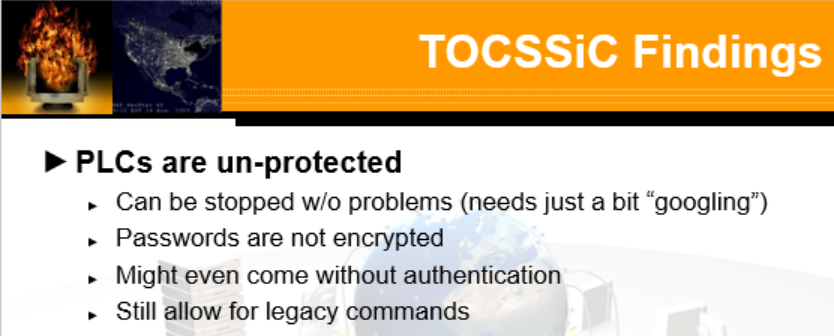 TOCSSiC Findings
► PLCs are un-protected
► Can be stopped w/o problems (needs just a bit “googling”)
► Passwords are not encrypted
► Might even come without authentication
► Still allow for legacy commands